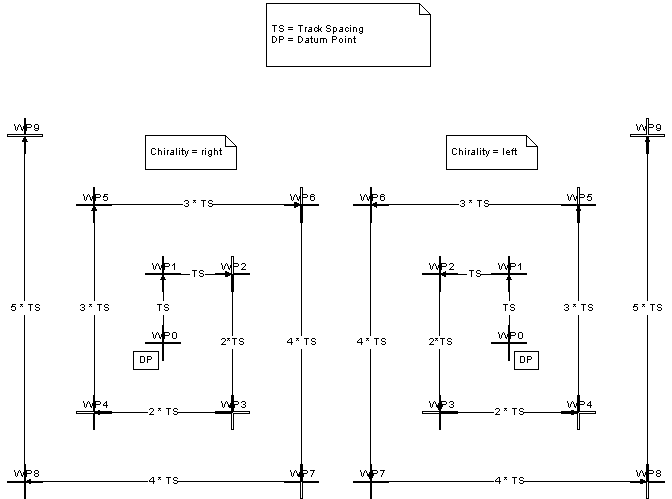 TS = Track Spacing
DP = Datum Point
WP9
WP9
Chirality = right
Chirality = left
WP5
3 * TS
WP6
WP6
3 * TS
WP5
WP1
TS
WP2
WP2
TS
WP1
5 * TS
3 * TS
TS
TS
3 * TS
5 * TS
WP0
2*TS
4 * TS
4 * TS
2*TS
WP0
DP
DP
WP4
2 * TS
WP3
WP3
2 * TS
WP4
WP8
4 * TS
WP7
WP7
4 * TS
WP8